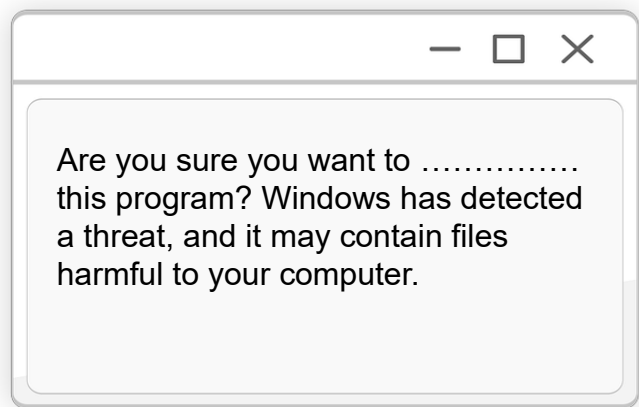 Are you sure you want to ……………
this program? Windows has detected
a threat, and it may contain files
harmful to your computer.